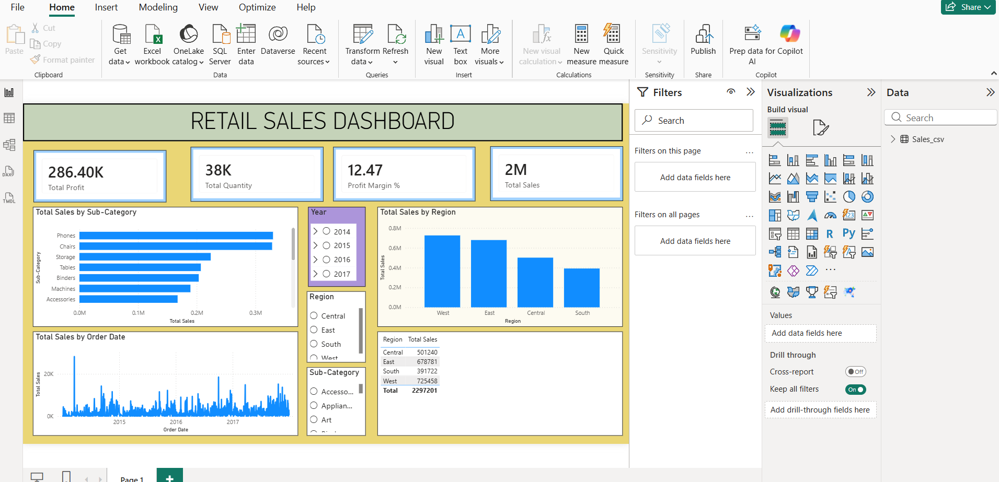 File Home Insert Modeling View Optimize Help Share
Paste
Cut
Copy
Format painter
Clipboard
Get data
Excel workbook
OneLake catalog
SQL Server
Enter data
Dataverse
Recent sources
Data
Transform data
Refresh
Queries
New visual
Text box
More visuals
Insert
New visual calculation
New measure
Quick measure
Calculations
Sensitivity
Sensitivity
Publish
Share
Prep data for AI
Copilot
Copilot
DAX
TMDL
RETAIL SALES DASHBOARD
286.40K
Total Profit
38K
Total Quantity
12.47
Profit Margin %
2M
Total Sales
Total Sales by Sub-Category
Sub-Category
Phones
Chairs
Storage
Tables
Binders
Machines
Accessories
0.0M 0.1M 0.2M 0.3M
Total Sales
Year
2014
2015
2016
2017
Region
Central
East
South
West
Sub-Category
Accesso...
Applian...
Art
Total Sales by Region
Total Sales
0.8M
0.6M
0.4M
0.2M
0.0M
West East Central South
Region
Total Sales by Order Date
Total Sales
20K
0K
2015 2016 2017
Order Date
Region Total Sales
Central 501240
East 678781
South 391722
West 725458
Total 2297201
Filters
Search
Filters on this page ...
Add data fields here
Filters on all pages ...
Add data fields here
Visualizations
Build visual
123
R
Py
...
Values
Add data fields here
Drill through
Cross-report Off
Keep all filters On
Add drill-through fields here
Data
Search
Sales_csv
Page 1